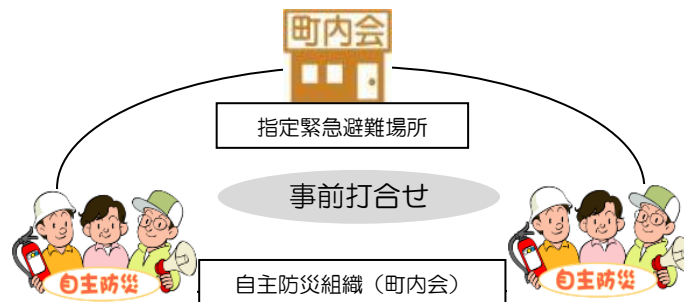 町内会
指定緊急避難場所
事前打合せ
自主防災
自主防災
自主防災組織（町内会）